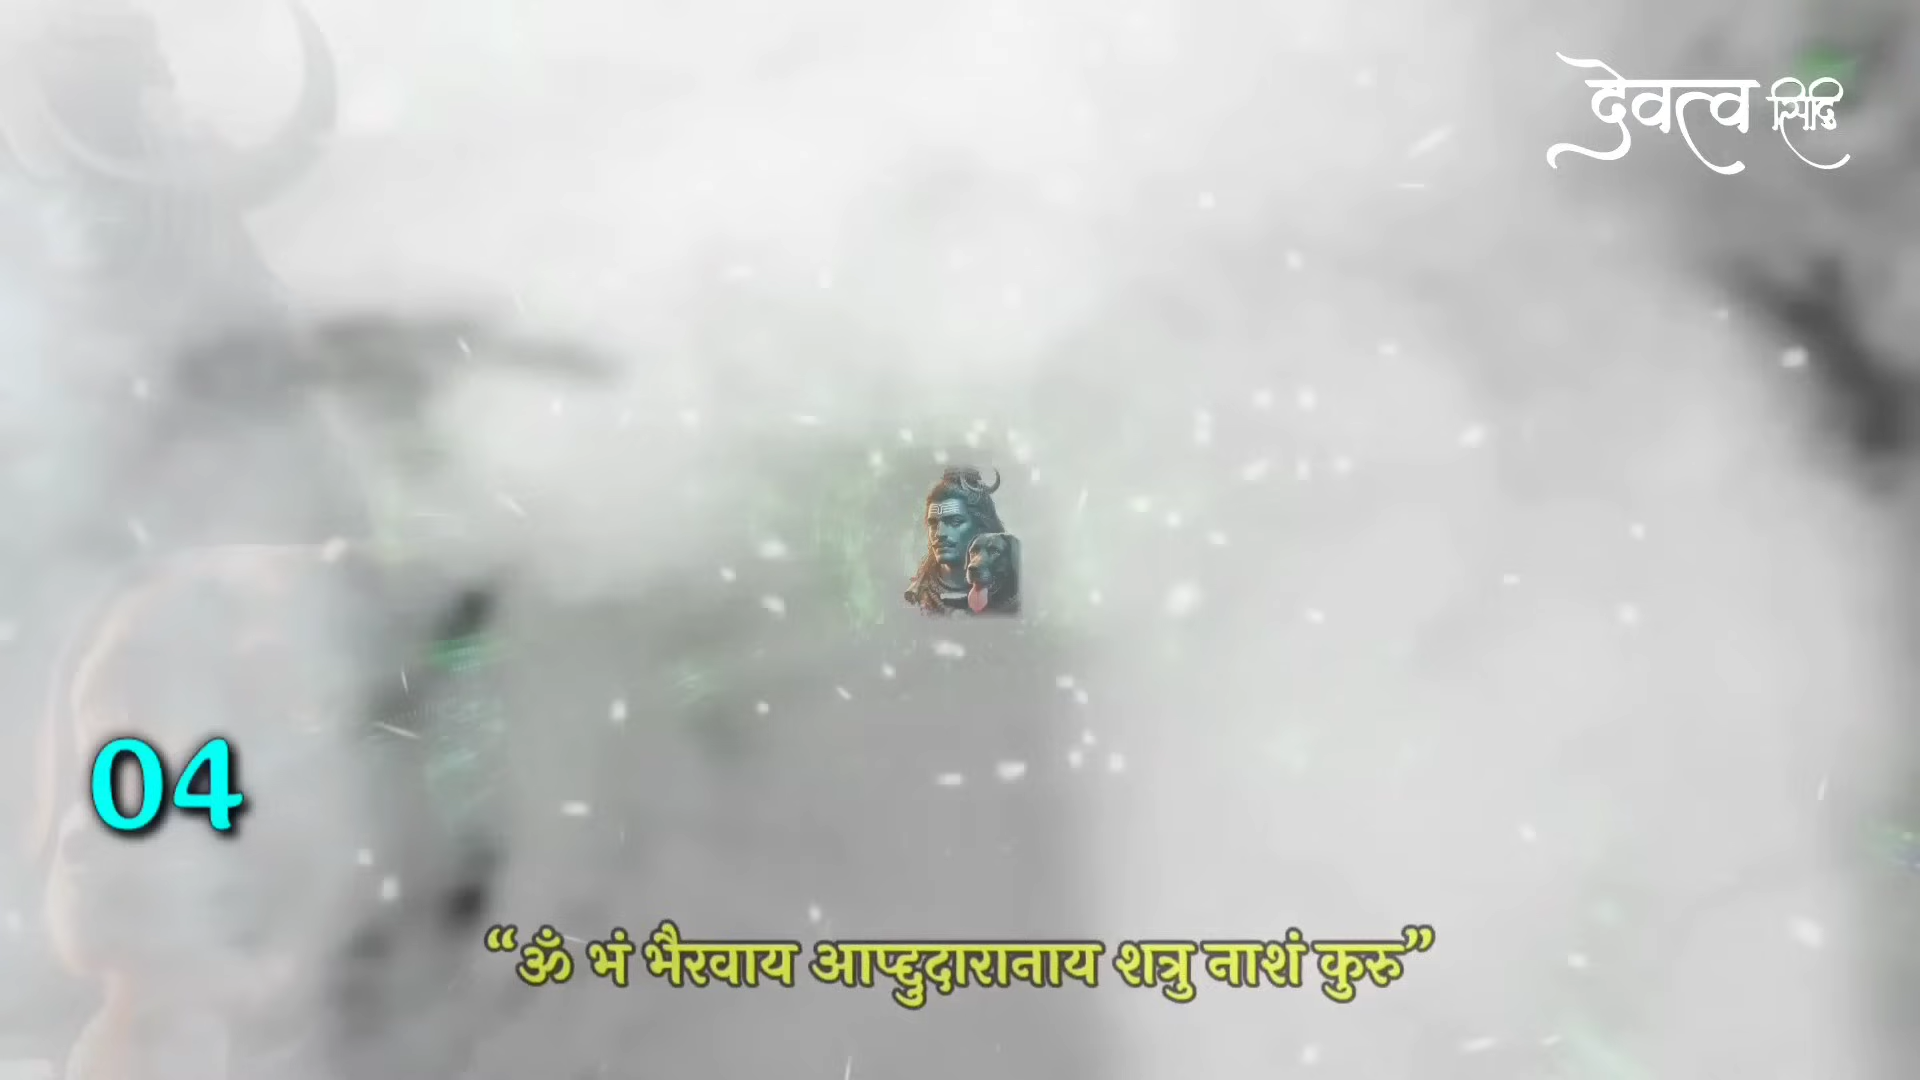 देवत्व सिद्धि
04
“ॐ भं भैरवाय आप्द्दुदारानाय शत्रु नाशं कुरु”